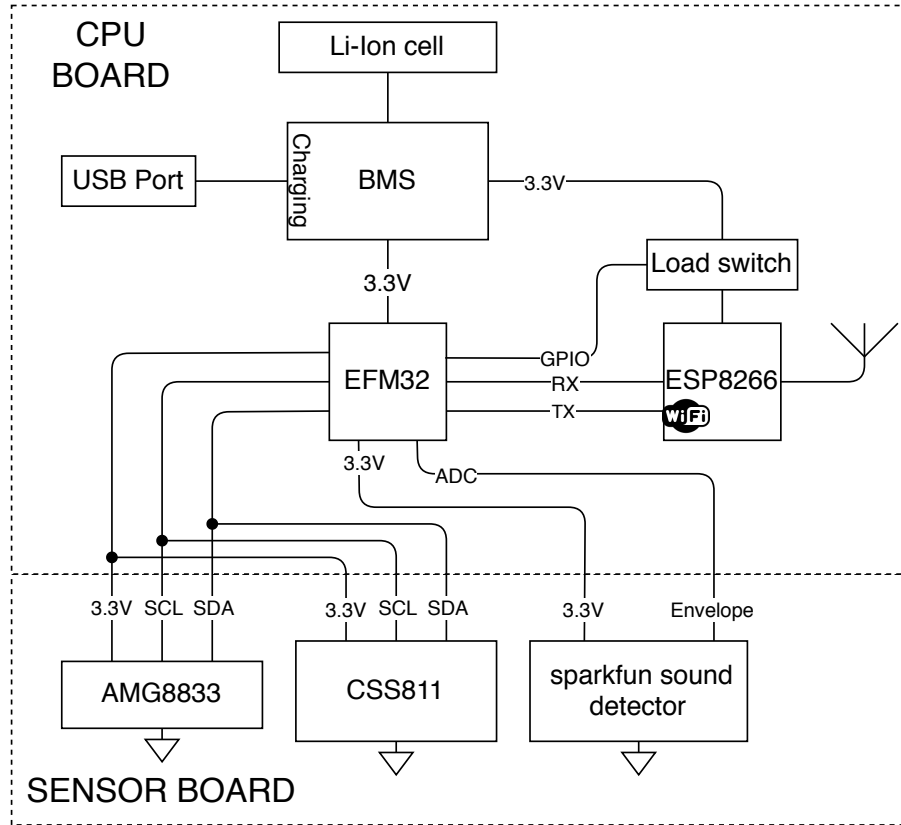 CPU
BOARD
Li-Ion cell
USB Port
Charging
BMS
3.3V
3.3V
Load switch
EFM32
GPIO
RX
TX
ESP8266
WiFi
3.3V
ADC
3.3V
SCL
SDA
3.3V
SCL
SDA
3.3V
Envelope
AMG8833
CSS811
sparkfun sound
detector
SENSOR BOARD